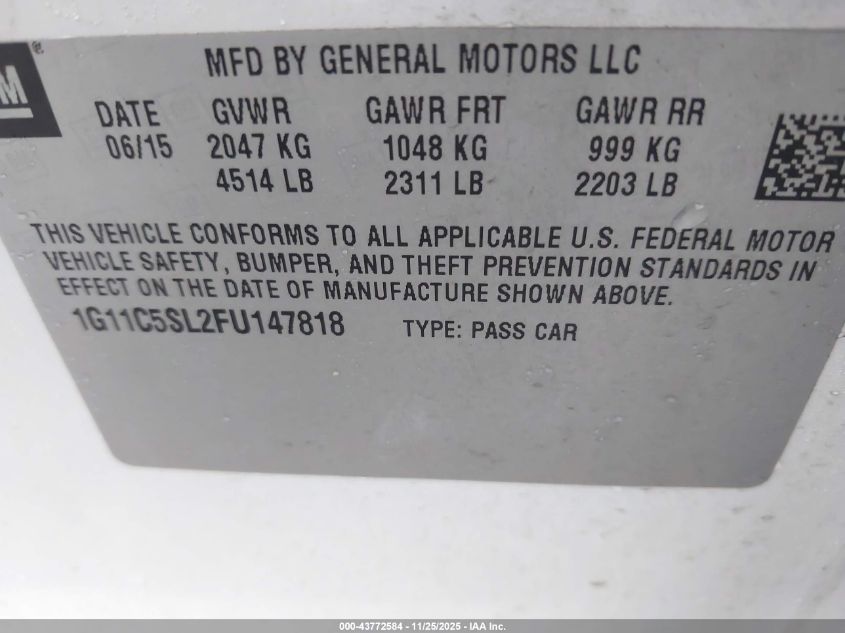 MFD BY GENERAL MOTORS LLC
DATE GVWR GAWR FRT GAWR RR
06/15 2047 KG 1048 KG 999 KG
4514 LB 2311 LB 2203 LB
THIS VEHICLE CONFORMS TO ALL APPLICABLE U.S. FEDERAL MOTOR
VEHICLE SAFETY, BUMPER, AND THEFT PREVENTION STANDARDS IN
EFFECT ON THE DATE OF MANUFACTURE SHOWN ABOVE.
1G11C5SL2FU147818 TYPE: PASS CAR
000-43772584 - 11/25/2025 - IAA Inc.